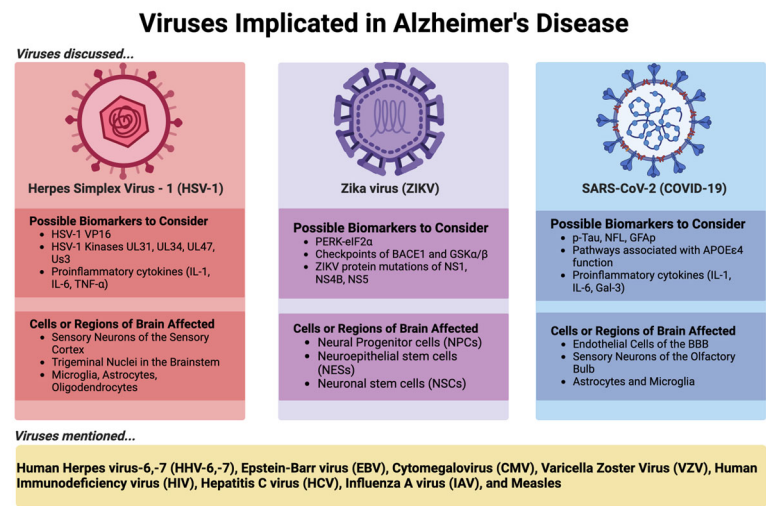 Viruses Implicated in Alzheimer's Disease
Viruses discussed...
Herpes Simplex Virus - 1 (HSV-1)
Possible Biomarkers to Consider
• HSV-1 VP16
• HSV-1 Kinases UL31, UL34, UL47,
Us3
• Proinflammatory cytokines (IL-1,
IL-6, TNF-α)
Cells or Regions of Brain Affected
• Sensory Neurons of the Sensory
Cortex
• Trigeminal Nuclei in the Brainstem
• Microglia, Astrocytes,
Oligodendrocytes
Zika virus (ZIKV)
Possible Biomarkers to Consider
• PERK-eIF2α
• Checkpoints of BACE1 and GSKα/β
• ZIKV protein mutations of NS1,
NS4B, NS5
Cells or Regions of Brain Affected
• Neural Progenitor cells (NPCs)
• Neuroepithelial stem cells
(NESs)
• Neuronal stem cells (NSCs)
SARS-CoV-2 (COVID-19)
Possible Biomarkers to Consider
• p-Tau, NFL, GFAp
• Pathways associated with APOEε4
function
• Proinflammatory cytokines (IL-1,
IL-6, Gal-3)
Cells or Regions of Brain Affected
• Endothelial Cells of the BBB
• Sensory Neurons of the Olfactory
Bulb
• Astrocytes and Microglia
Viruses mentioned...
Human Herpes virus-6,-7 (HHV-6,-7), Epstein-Barr virus (EBV), Cytomegalovirus (CMV), Varicella Zoster Virus (VZV), Human
Immunodeficiency virus (HIV), Hepatitis C virus (HCV), Influenza A virus (IAV), and Measles